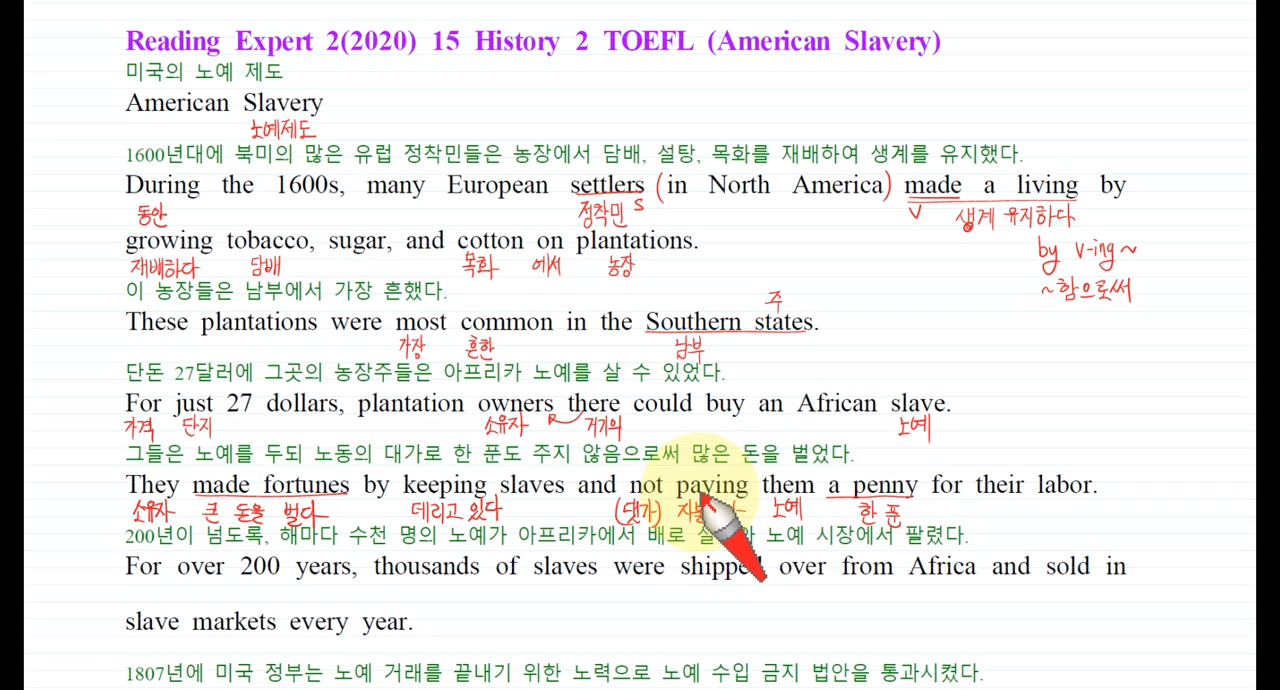 Reading Expert 2(2020) 15 History 2 TOEFL (American Slavery)
미국의 노예 제도
American Slavery
노예제도
1600년대에 북미의 많은 유럽 정착민들은 농장에서 담배, 설탕, 목화를 재배하여 생계를 유지했다.
During the 1600s, many European settlers (in North America) made a living by
동안 정착민 s v 생계 유지하다
growing tobacco, sugar, and cotton on plantations.
by v-ing ~
재배하다 담배 목화 에서 농장
~함으로써
이 농장들은 남부에서 가장 흔했다.
주
These plantations were most common in the Southern states.
가장 흔한 남부
단돈 27달러에 그곳의 농장주들은 아프리카 노예를 살 수 있었다.
For just 27 dollars, plantation owners there could buy an African slave.
가격 단지 소유자 거기의 노예
그들은 노예를 두되 노동의 대가로 한 푼도 주지 않음으로써 많은 돈을 벌었다.
They made fortunes by keeping slaves and not paying them a penny for their labor.
소유자 큰 돈을 벌다 데리고 있다 (댓가) 노예 한 푼
200년이 넘도록, 해마다 수천 명의 노예가 아프리카에서 배로 노예 시장에서 팔렸다.
For over 200 years, thousands of slaves were shipped over from Africa and sold in
slave markets every year.
1807년에 미국 정부는 노예 거래를 끝내기 위한 노력으로 노예 수입 금지 법안을 통과시켰다.